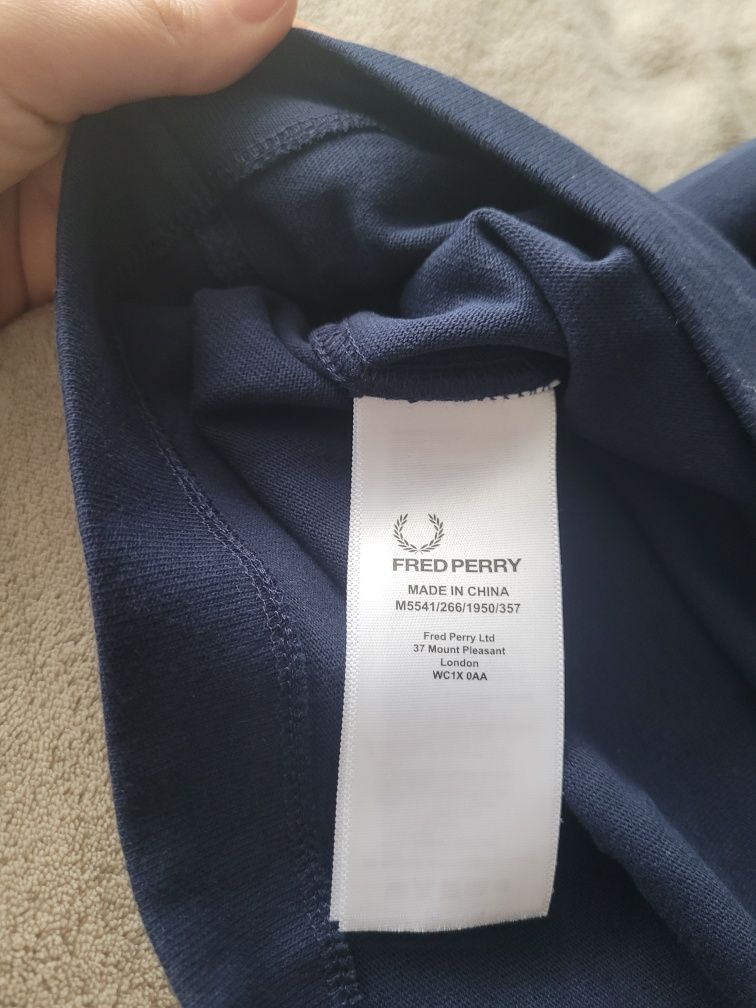 FRED PERRY
MADE IN CHINA
M5541/266/1950/357
Fred Perry Ltd
37 Mount Pleasant
London
WC1X 0AA